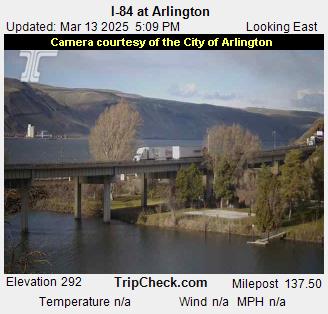 I-84 at Arlington
Updated: Mar 13 2025 5:09 PM Looking East
Camera courtesy of the City of Arlington
Elevation 292 TripCheck.com Milepost 137.50
Temperature n/a Wind n/a MPH n/a